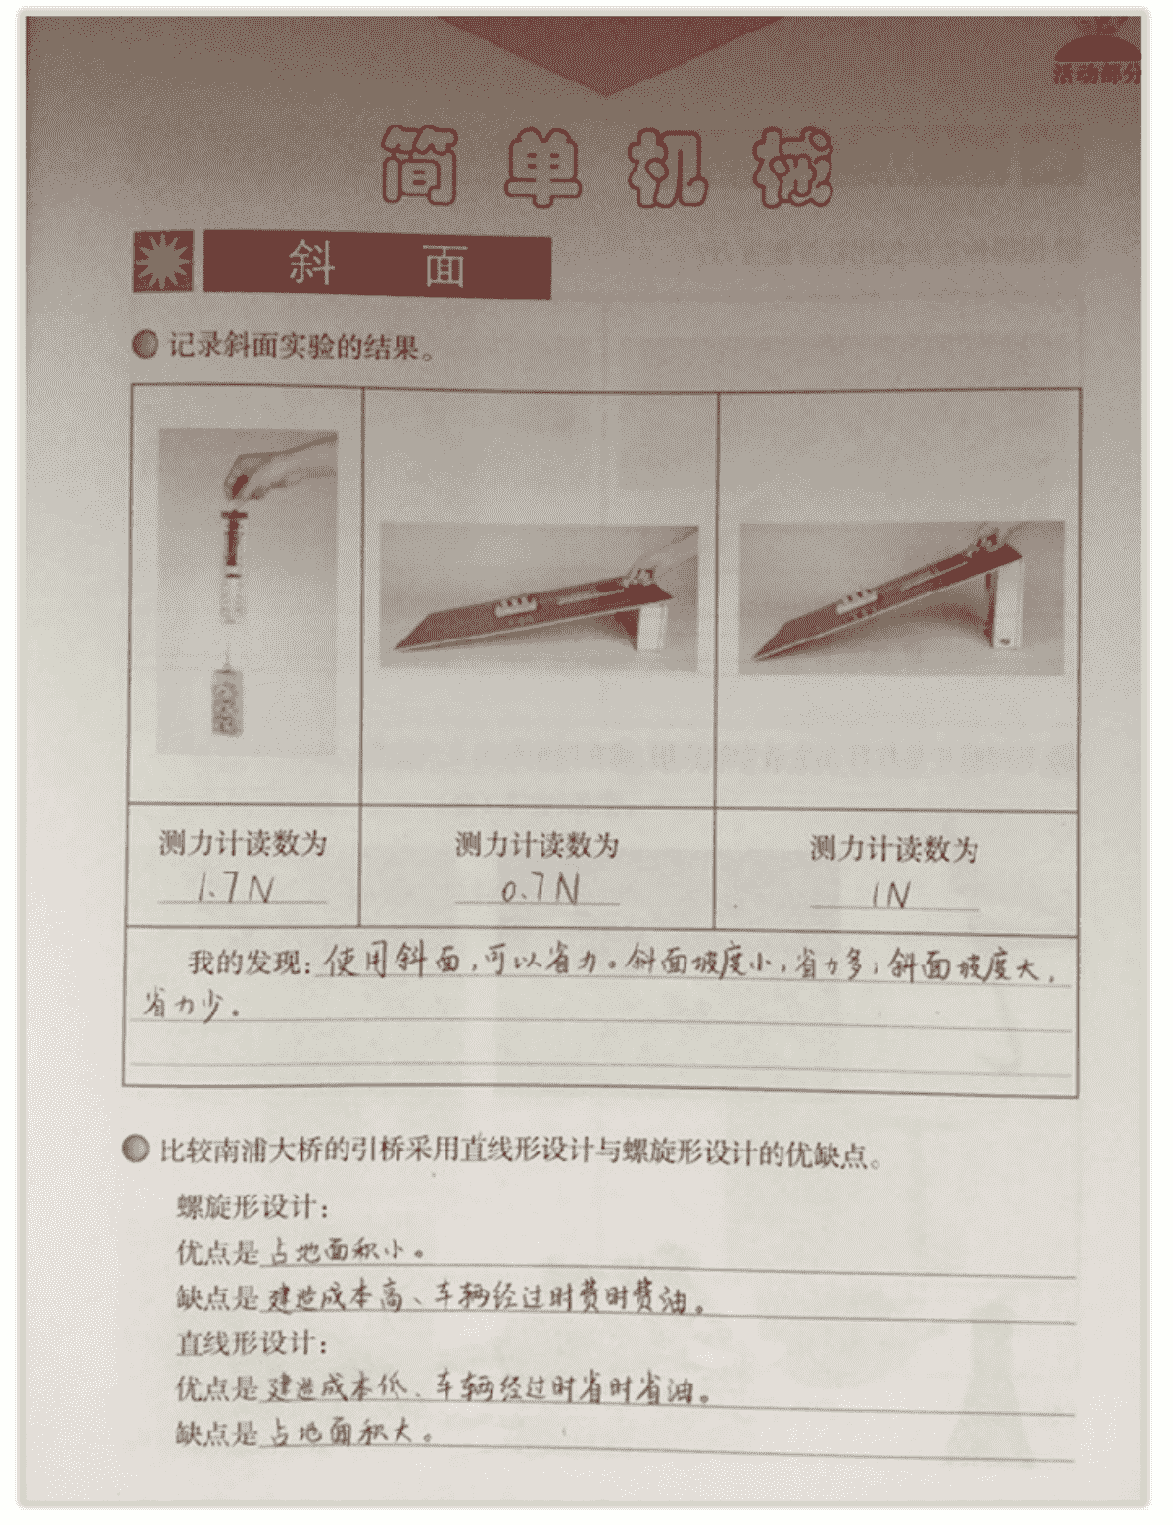 活动部分
简单机械
斜面
记录斜面实验的结果。
测力计读数为
1.7N
测力计读数为
0.7N
测力计读数为
1N
我的发现：使用斜面，可以省力。斜面坡度小，省力多；斜面坡度大，
省力少。
比较南浦大桥的引桥采用直线形设计与螺旋形设计的优缺点。
螺旋形设计：
优点是占地面积小。
缺点是建造成本高、车辆经过时费时费油。
直线形设计：
优点是建造成本低、车辆经过时省时省油。
缺点是占地面积大。